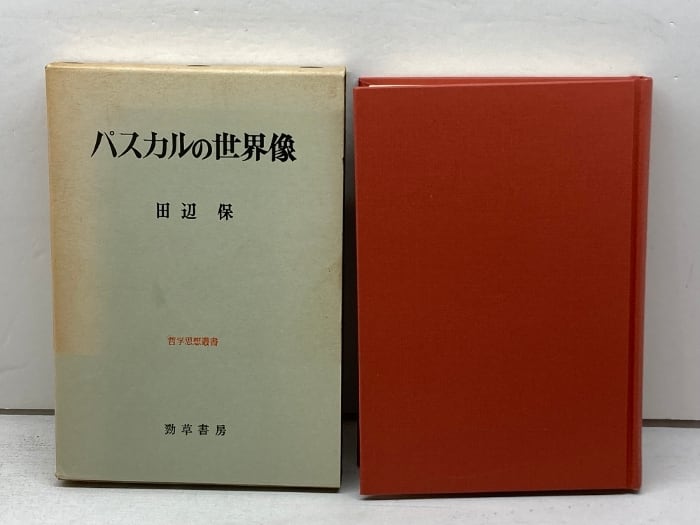 パスカルの世界像
田辺 保
哲学思想叢書
勁草書房